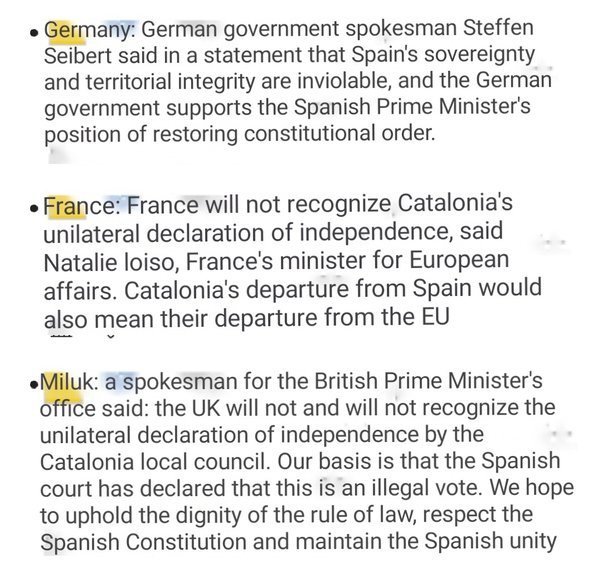 • Germany: German government spokesman Steffen
Seibert said in a statement that Spain's sovereignty
and territorial integrity are inviolable, and the German
government supports the Spanish Prime Minister's
position of restoring constitutional order.
• France: France will not recognize Catalonia's
unilateral declaration of independence, said
Natalie loiso, France's minister for European
affairs. Catalonia's departure from Spain would
also mean their departure from the EU
•Miluk: a spokesman for the British Prime Minister's
office said: the UK will not and will not recognize the
unilateral declaration of independence by the
Catalonia local council. Our basis is that the Spanish
court has declared that this is an illegal vote. We hope
to uphold the dignity of the rule of law, respect the
Spanish Constitution and maintain the Spanish unity